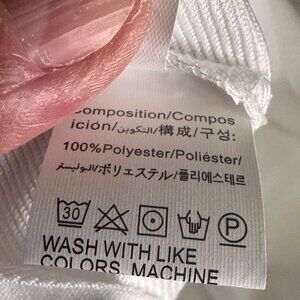 Composition/Compos
ición/التكوين/構成/구성:
100%Polyester/Poliéster/
البوليستر/ポリエステル/폴리에스테르
30 P
WASH WITH LIKE
COLORS. MACHINE